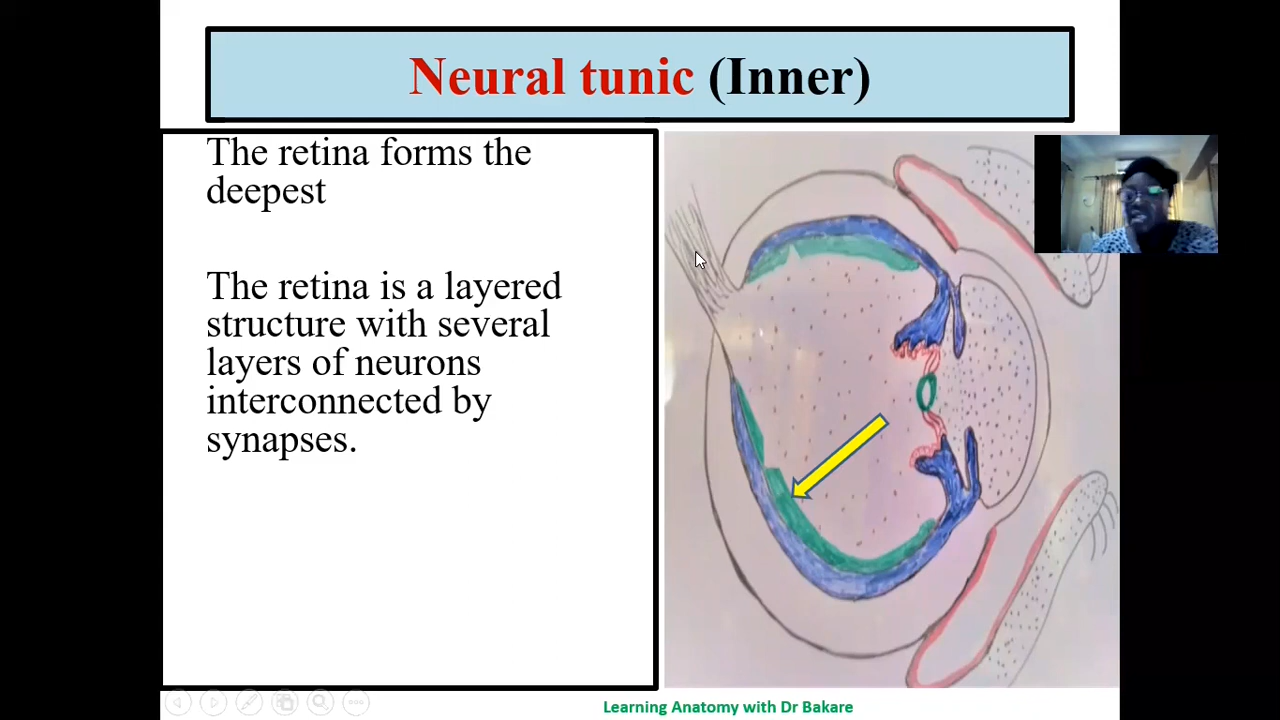 Neural tunic (Inner)
The retina forms the
deepest
The retina is a layered
structure with several
layers of neurons
interconnected by
synapses.
Learning Anatomy with Dr Bakare